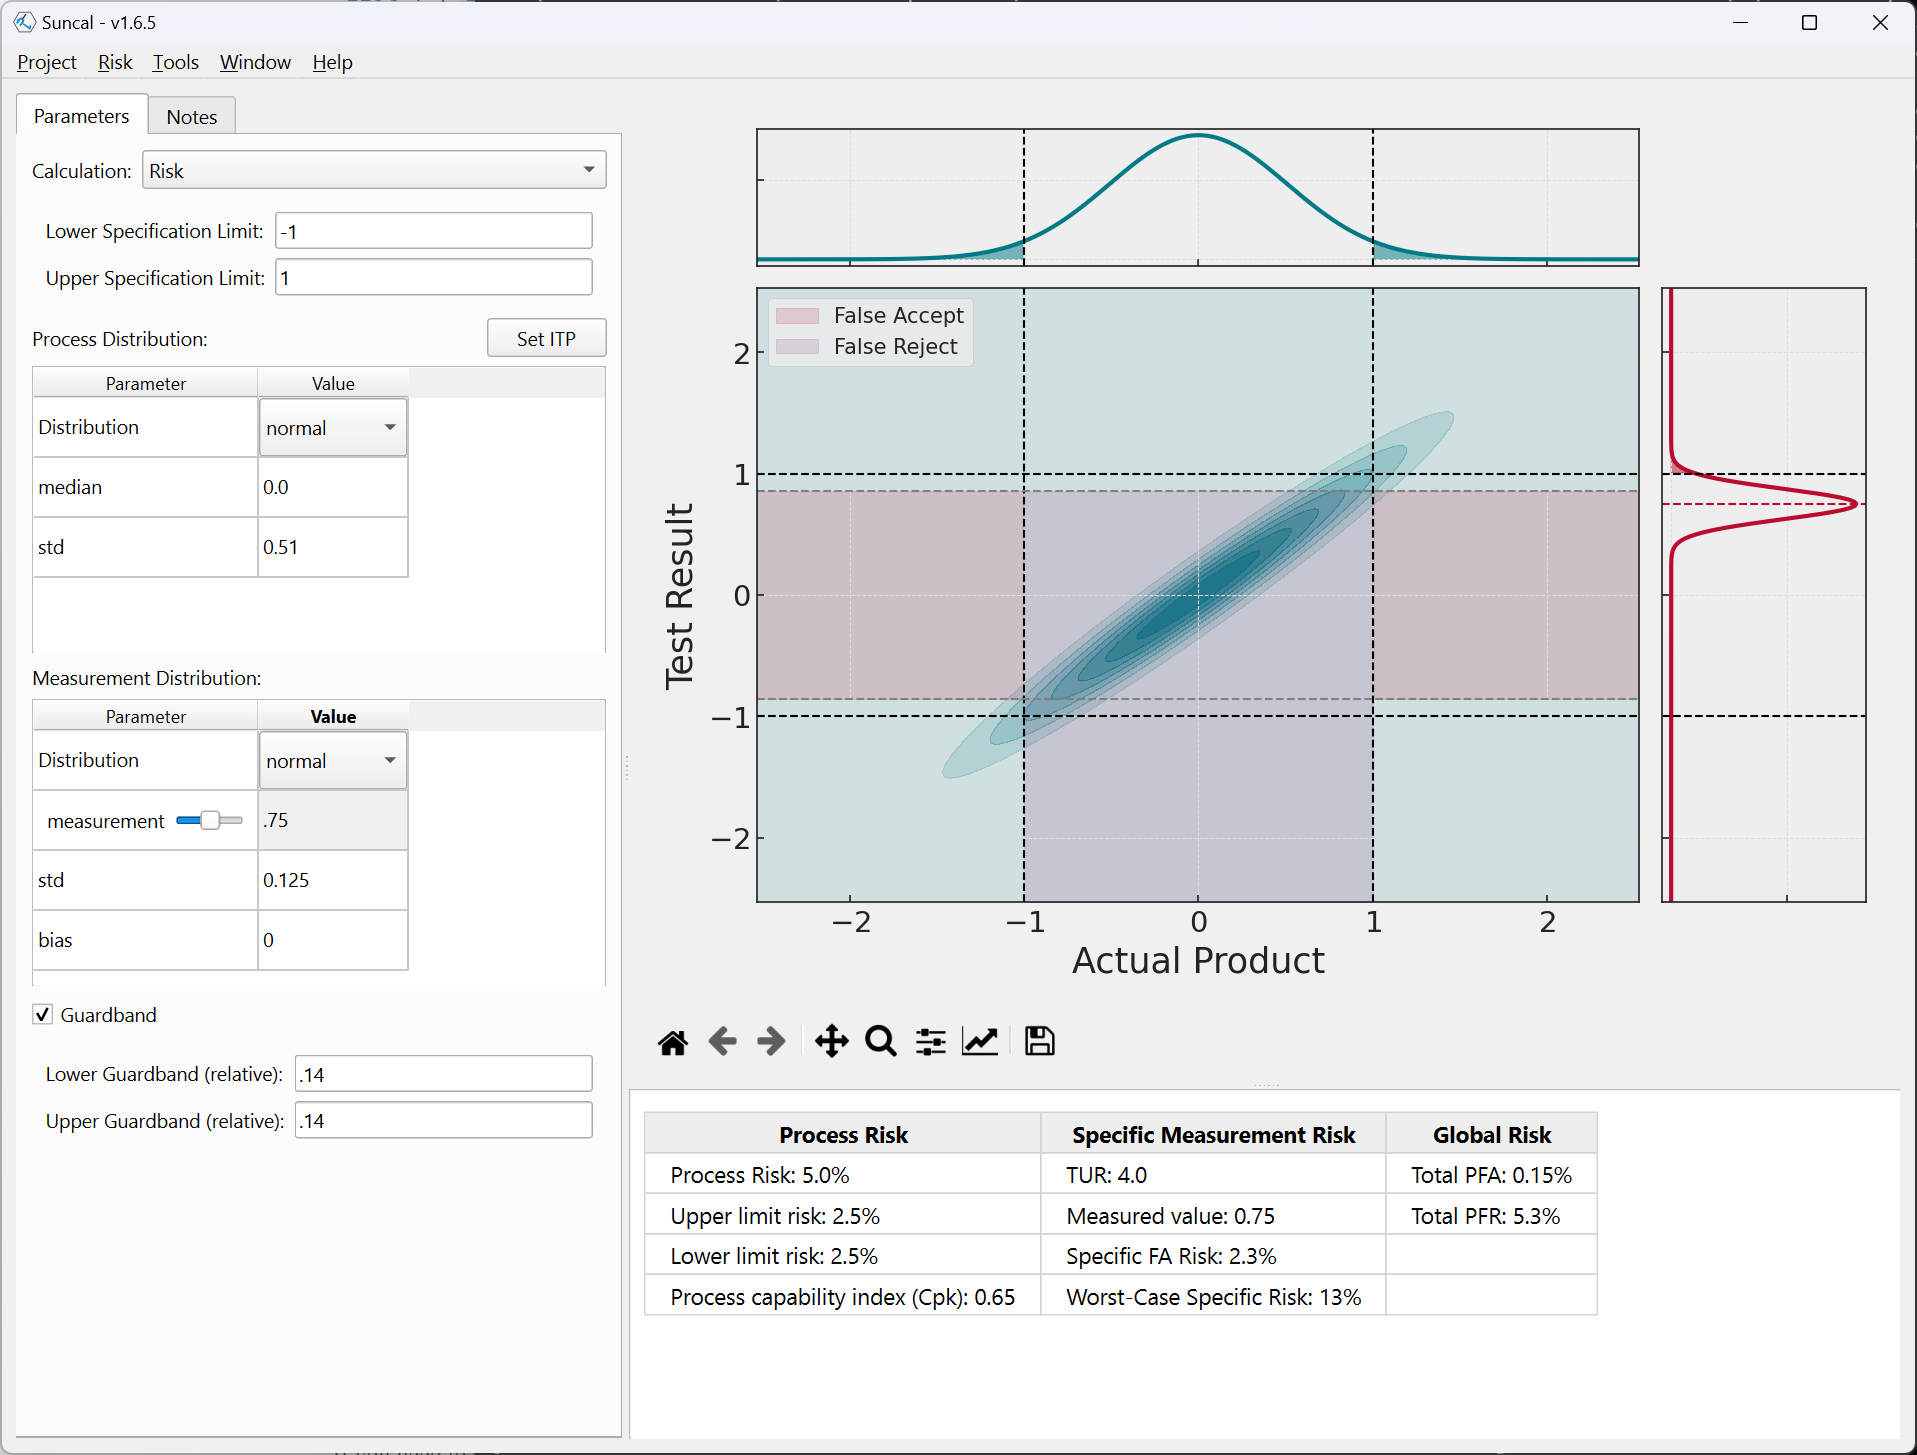 Suncal - v1.6.5
Project Risk Tools Window Help
Parameters Notes
Calculation: Risk
Lower Specification Limit: -1
Upper Specification Limit: 1
Process Distribution: Set ITP
Parameter Value
Distribution normal
median 0.0
std 0.51
Measurement Distribution:
Parameter Value
Distribution normal
measurement .75
std 0.125
bias 0
Guardband
Lower Guardband (relative): .14
Upper Guardband (relative): .14
False Accept
False Reject
2
1
0
−1
−2
Test Result
−2 −1 0 1 2
Actual Product
Process Risk Specific Measurement Risk Global Risk
Process Risk: 5.0% TUR: 4.0 Total PFA: 0.15%
Upper limit risk: 2.5% Measured value: 0.75 Total PFR: 5.3%
Lower limit risk: 2.5% Specific FA Risk: 2.3%
Process capability index (Cpk): 0.65 Worst-Case Specific Risk: 13%